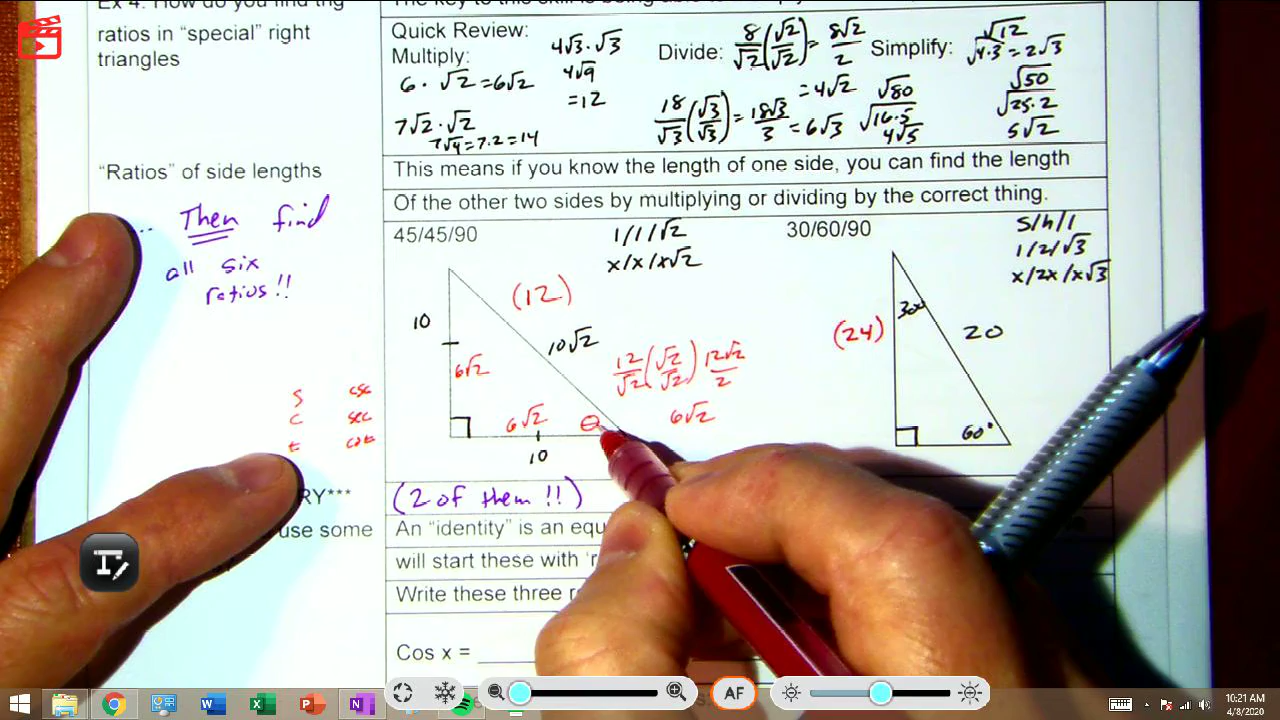 Ex 4: How do you find trig
ratios in "special" right
triangles
Quick Review:
Multiply:
6 · √2 = 6√2
7√2 · √2
7√4 = 7·2 = 14
4√3 · √3
4√9
= 12
Divide: 8/√2 (√2/√2) = 8√2/2
= 4√2
18/√3 (√3/√3) = 18√3/3 = 6√3
Simplify: √12
√4·3 = 2√3
√80
√16·5
4√5
√50
√25·2
5√2
"Ratios" of side lengths
This means if you know the length of one side, you can find the length
Of the other two sides by multiplying or dividing by the correct thing.
... Then find
all six
ratios!!
S csc
C sec
t cot
45/45/90
1/1/√2
x/x/x√2
(12)
10
6√2
10√2
12/√2 (√2/√2) 12√2/2
6√2
6√2
θ
10
30/60/90
S/h/l
1/2/√3
x/2x/x√3
30°
(24)
20
60°
(2 of them!!)
RY***
use some
An "identity" is an equ
will start these with 'r
Write these three r
Cos x =
AF
10:21 AM
4/8/2020